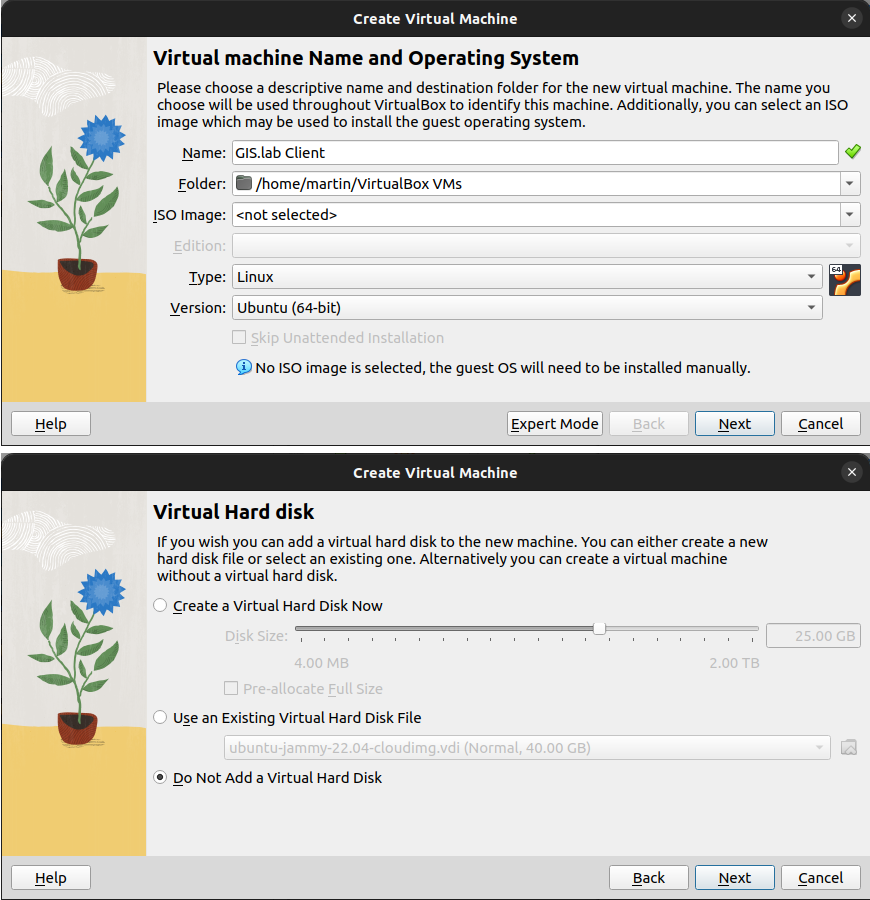 Create Virtual Machine
Virtual machine Name and Operating System
Please choose a descriptive name and destination folder for the new virtual machine. The name you
choose will be used throughout VirtualBox to identify this machine. Additionally, you can select an ISO
image which may be used to install the guest operating system.
Name: GIS.lab Client
Folder: /home/martin/VirtualBox VMs
ISO Image: <not selected>
Edition:
Type: Linux
64
Version: Ubuntu (64-bit)
Skip Unattended Installation
No ISO image is selected, the guest OS will need to be installed manually.
Help Expert Mode Back Next Cancel
Create Virtual Machine
Virtual Hard disk
If you wish you can add a virtual hard disk to the new machine. You can either create a new
hard disk file or select an existing one. Alternatively you can create a virtual machine
without a virtual hard disk.
Create a Virtual Hard Disk Now
Disk Size: 25.00 GB
4.00 MB 2.00 TB
Pre-allocate Full Size
Use an Existing Virtual Hard Disk File
ubuntu-jammy-22.04-cloudimg.vdi (Normal, 40.00 GB)
Do Not Add a Virtual Hard Disk
Help Back Next Cancel